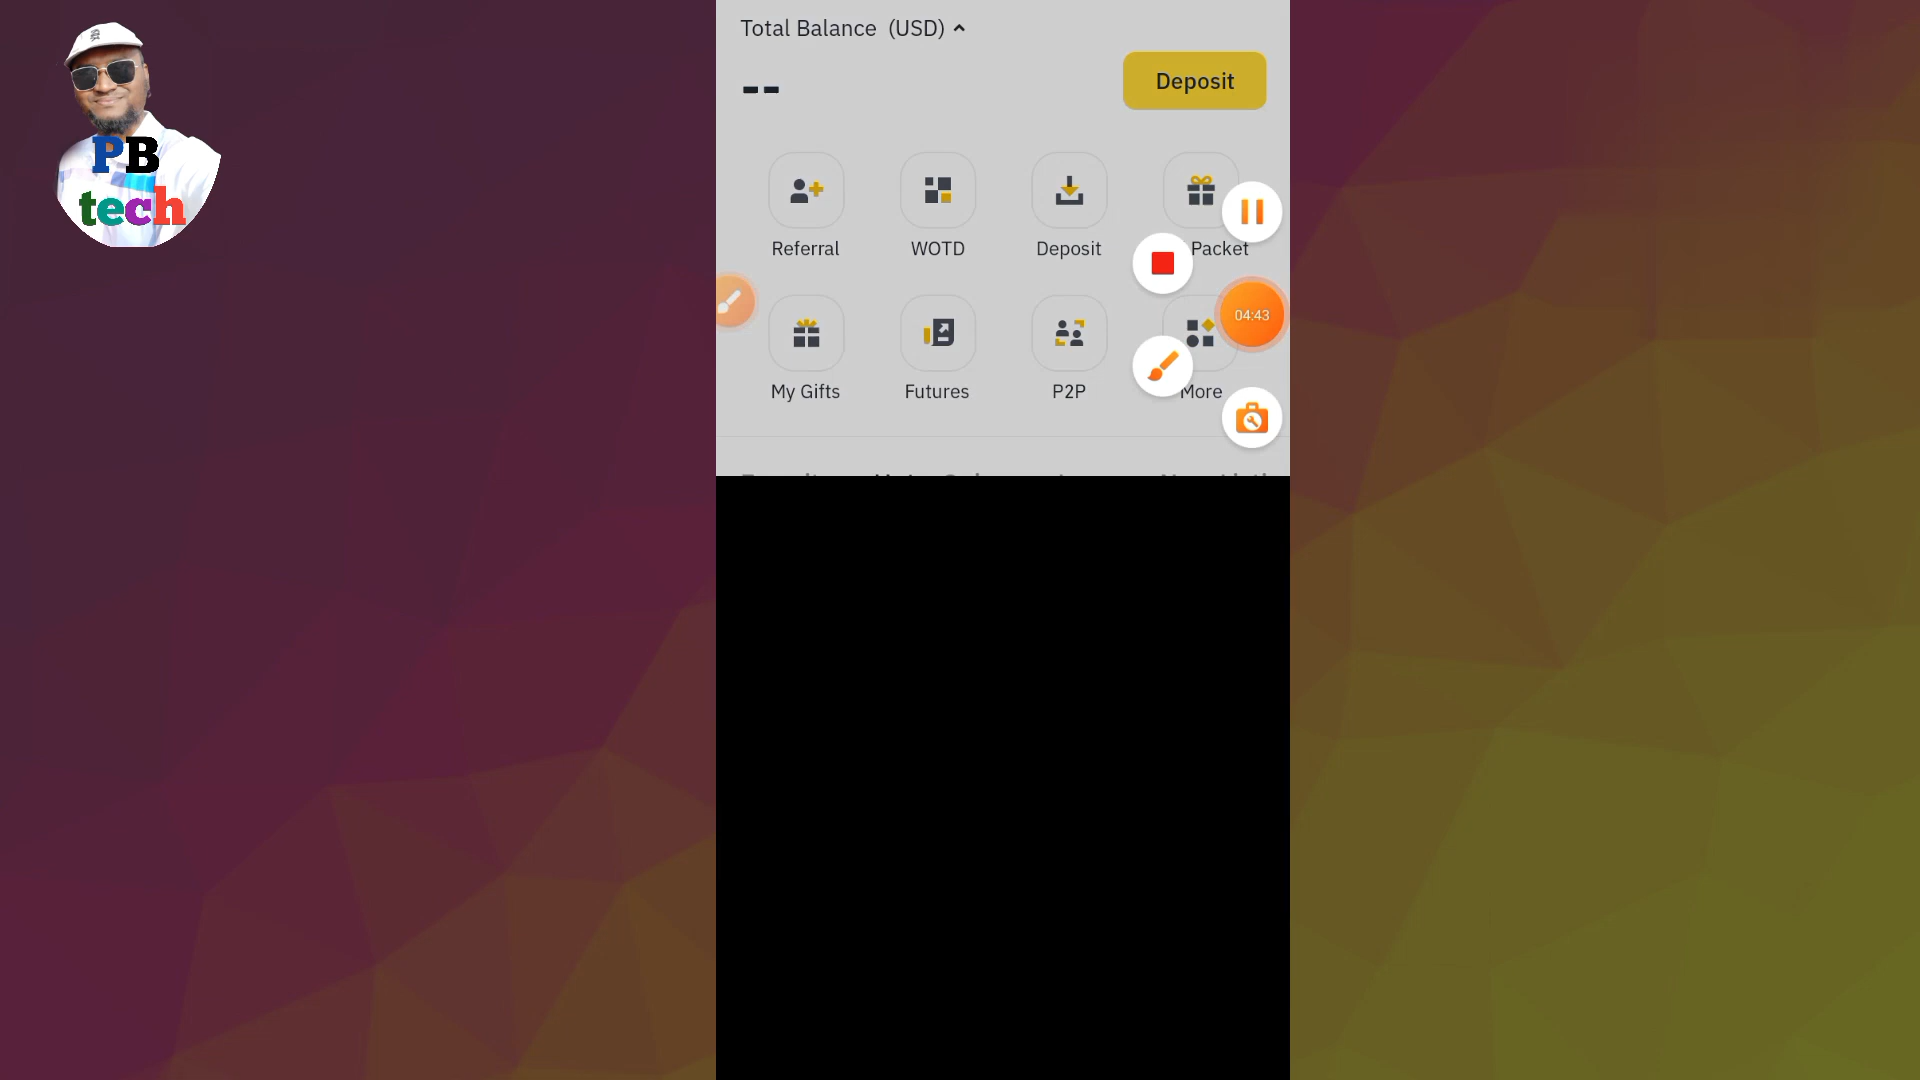 PB
tech
Total Balance (USD)
--
Deposit
Referral
WOTD
Deposit
Packet
04:43
My Gifts
Futures
P2P
More